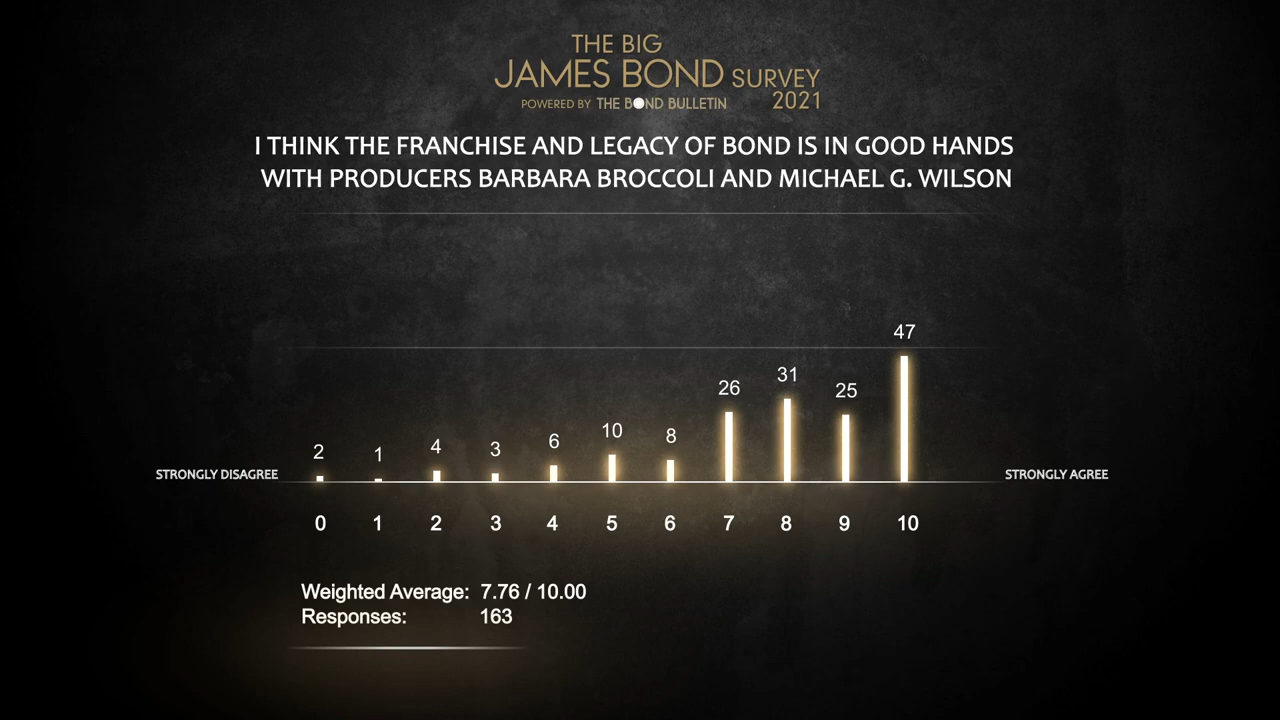 THE BIG
JAMES BOND SURVEY
POWERED BY THE BOND BULLETIN 2021
I THINK THE FRANCHISE AND LEGACY OF BOND IS IN GOOD HANDS
WITH PRODUCERS BARBARA BROCCOLI AND MICHAEL G. WILSON
2 1 4 3 6 10 8 26 31 25 47
STRONGLY DISAGREE STRONGLY AGREE
0 1 2 3 4 5 6 7 8 9 10
Weighted Average: 7.76 / 10.00
Responses: 163